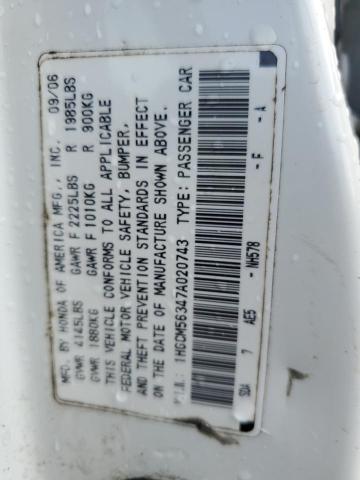 MFD. BY HONDA OF AMERICA MFG., INC. 09/06
GVWR 4145LBS GAWR F 2225LBS R 1985LBS
GVWR 1880KG GAWR F 1010KG R 900KG
THIS VEHICLE CONFORMS TO ALL APPLICABLE
FEDERAL MOTOR VEHICLE SAFETY, BUMPER,
AND THEFT PREVENTION STANDARDS IN EFFECT
ON THE DATE OF MANUFACTURE SHOWN ABOVE.
V.I.N.: 1HGCM56347A020743 TYPE: PASSENGER CAR
SDA 7 AE5 - NH578 - F - A